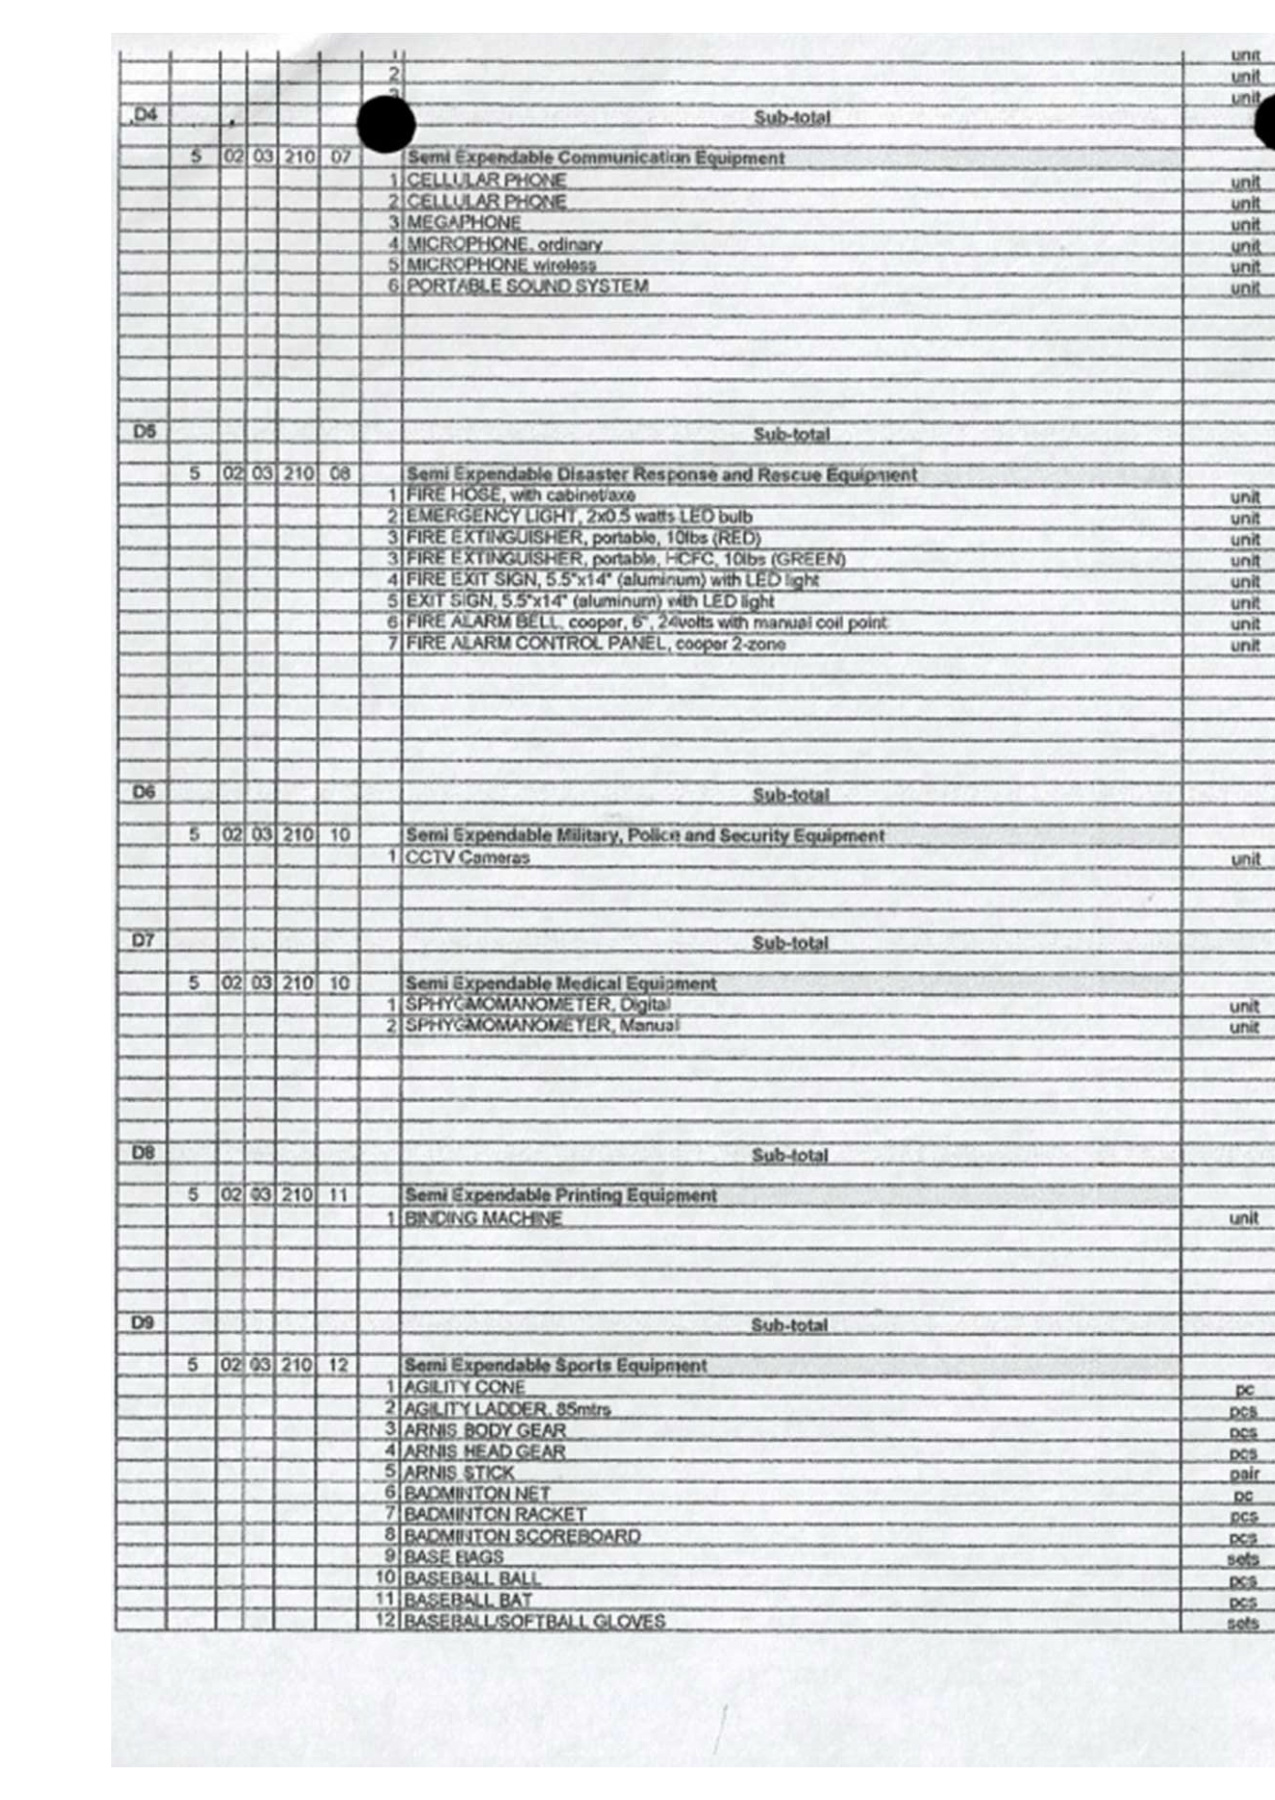 1 unit
2 unit
3 unit
D4 Sub-total
5 02 03 210 07 Semi Expendable Communication Equipment
1 CELLULAR PHONE unit
2 CELLULAR PHONE unit
3 MEGAPHONE unit
4 MICROPHONE, ordinary unit
5 MICROPHONE wireless unit
6 PORTABLE SOUND SYSTEM unit
D5 Sub-total
5 02 03 210 08 Semi Expendable Disaster Response and Rescue Equipment
1 FIRE HOSE, with cabinet/axe unit
2 EMERGENCY LIGHT, 2x0.5 watts LED bulb unit
3 FIRE EXTINGUISHER, portable, 10lbs (RED) unit
3 FIRE EXTINGUISHER, portable, HCFC, 10lbs (GREEN) unit
4 FIRE EXIT SIGN, 5.5"x14" (aluminum) with LED light unit
5 EXIT SIGN, 5.5"x14" (aluminum) with LED light unit
6 FIRE ALARM BELL, cooper, 6", 24volts with manual coil point unit
7 FIRE ALARM CONTROL PANEL, cooper 2-zone unit
D6 Sub-total
5 02 03 210 10 Semi Expendable Military, Police and Security Equipment
1 CCTV Cameras unit
D7 Sub-total
5 02 03 210 10 Semi Expendable Medical Equipment
1 SPHYGMOMANOMETER, Digital unit
2 SPHYGMOMANOMETER, Manual unit
D8 Sub-total
5 02 03 210 11 Semi Expendable Printing Equipment
1 BINDING MACHINE unit
D9 Sub-total
5 02 03 210 12 Semi Expendable Sports Equipment
1 AGILITY CONE pc
2 AGILITY LADDER, 85mtrs pcs
3 ARNIS BODY GEAR pcs
4 ARNIS HEAD GEAR pcs
5 ARNIS STICK pair
6 BADMINTON NET pc
7 BADMINTON RACKET pcs
8 BADMINTON SCOREBOARD pcs
9 BASE BAGS sets
10 BASEBALL BALL pcs
11 BASEBALL BAT pcs
12 BASEBALL/SOFTBALL GLOVES sets